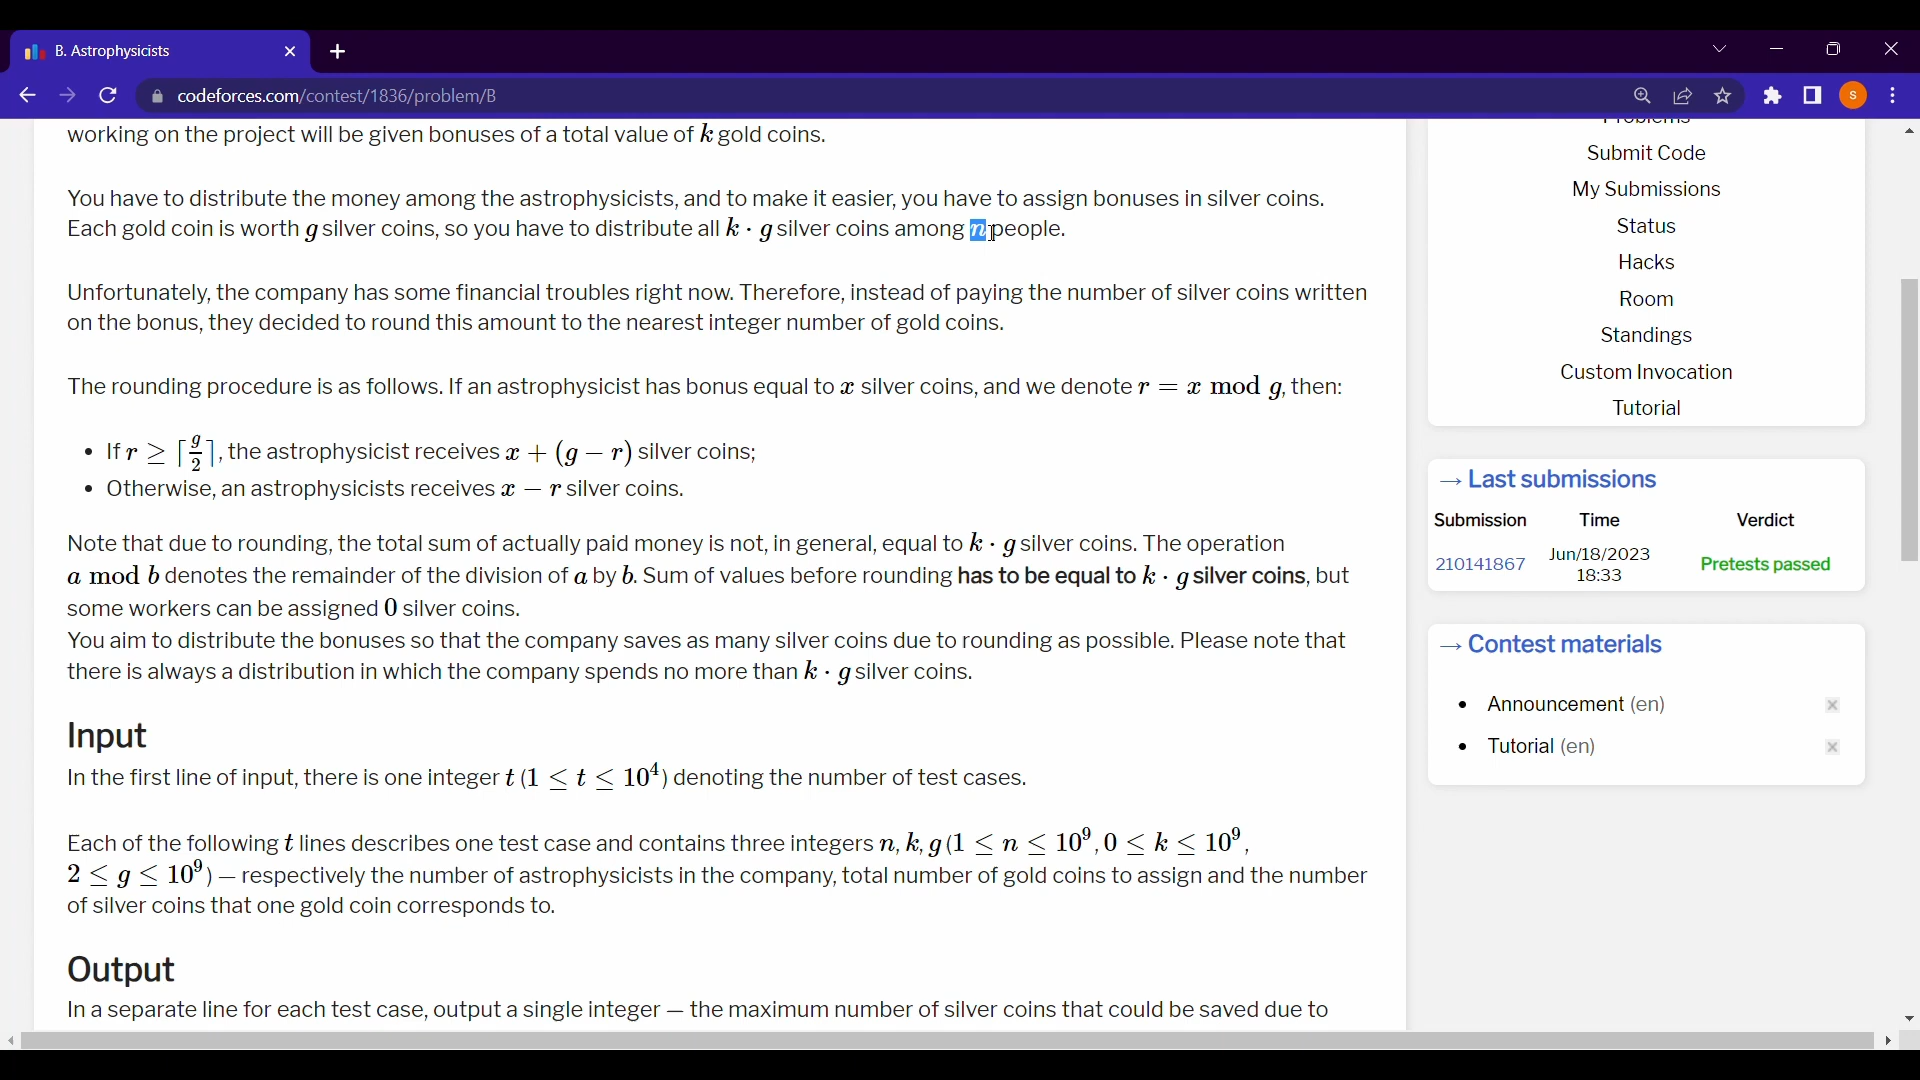 B. Astrophysicists
codeforces.com/contest/1836/problem/B
S
working on the project will be given bonuses of a total value of k gold coins.
You have to distribute the money among the astrophysicists, and to make it easier, you have to assign bonuses in silver coins.
Each gold coin is worth g silver coins, so you have to distribute all k · g silver coins among n people.
Unfortunately, the company has some financial troubles right now. Therefore, instead of paying the number of silver coins written
on the bonus, they decided to round this amount to the nearest integer number of gold coins.
The rounding procedure is as follows. If an astrophysicist has bonus equal to x silver coins, and we denote r = x mod g, then:
• If r ≥ ⌈g/2⌉, the astrophysicist receives x + (g − r) silver coins;
• Otherwise, an astrophysicists receives x − r silver coins.
Note that due to rounding, the total sum of actually paid money is not, in general, equal to k · g silver coins. The operation
a mod b denotes the remainder of the division of a by b. Sum of values before rounding has to be equal to k · g silver coins, but
some workers can be assigned 0 silver coins.
You aim to distribute the bonuses so that the company saves as many silver coins due to rounding as possible. Please note that
there is always a distribution in which the company spends no more than k · g silver coins.
Input
In the first line of input, there is one integer t (1 ≤ t ≤ 10⁴) denoting the number of test cases.
Each of the following t lines describes one test case and contains three integers n, k, g (1 ≤ n ≤ 10⁹, 0 ≤ k ≤ 10⁹,
2 ≤ g ≤ 10⁹) — respectively the number of astrophysicists in the company, total number of gold coins to assign and the number
of silver coins that one gold coin corresponds to.
Output
In a separate line for each test case, output a single integer — the maximum number of silver coins that could be saved due to
Problems
Submit Code
My Submissions
Status
Hacks
Room
Standings
Custom Invocation
Tutorial
→ Last submissions
Submission Time Verdict
210141867 Jun/18/2023 18:33 Pretests passed
→ Contest materials
• Announcement (en)
• Tutorial (en)